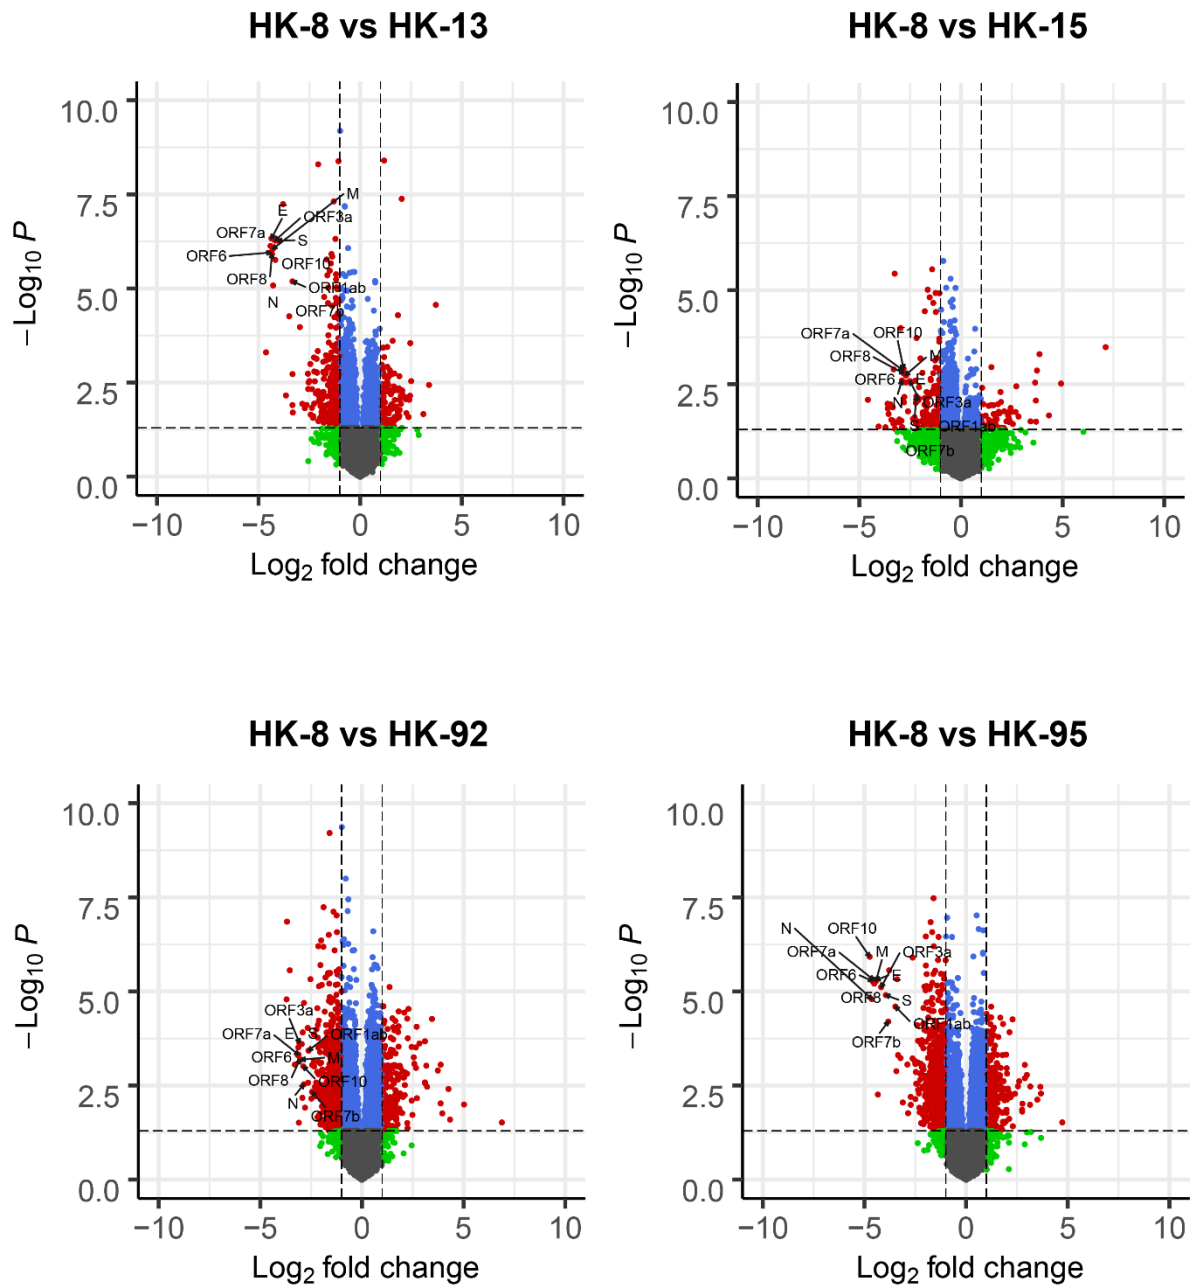 HK-8 vs HK-13
10.0
7.5
5.0
2.5
0.0
−Log10 P
M
E
ORF3a
ORF7a
S
ORF6
ORF10
ORF8
ORF1ab
N
ORF7b
−10
−5
0
5
10
Log2 fold change
HK-8 vs HK-15
10.0
7.5
5.0
2.5
0.0
−Log10 P
ORF7a
ORF10
ORF8
M
ORF6
E
N
ORF3a
S
ORF1ab
ORF7b
−10
−5
0
5
10
Log2 fold change
HK-8 vs HK-92
10.0
7.5
5.0
2.5
0.0
−Log10 P
ORF3a
ORF7a
E
S
ORF1ab
ORF6
M
ORF8
ORF10
N
ORF7b
−10
−5
0
5
10
Log2 fold change
HK-8 vs HK-95
10.0
7.5
5.0
2.5
0.0
−Log10 P
N
ORF10
ORF7a
M
ORF3a
ORF6
E
ORF8
S
ORF1ab
ORF7b
−10
−5
0
5
10
Log2 fold change